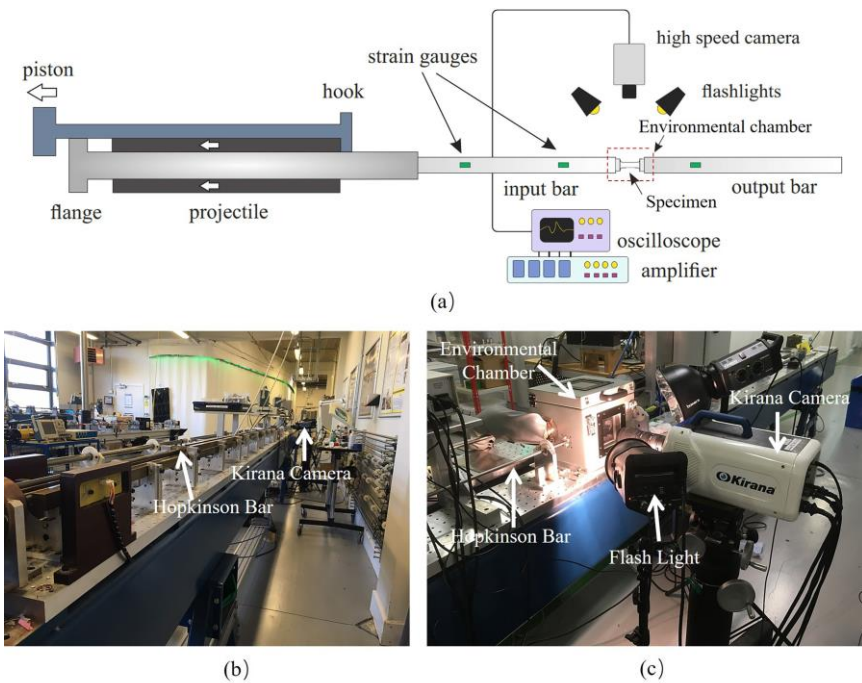 high speed camera
strain gauges
piston
hook
flashlights
Environmental chamber
flange
projectile
input bar
output bar
Specimen
oscilloscope
amplifier
(a)
Kirana Camera
Hopkinson Bar
Environmental
Chamber
Kirana Camera
Kirana
Hopkinson Bar
Flash Light
(b)
(c)